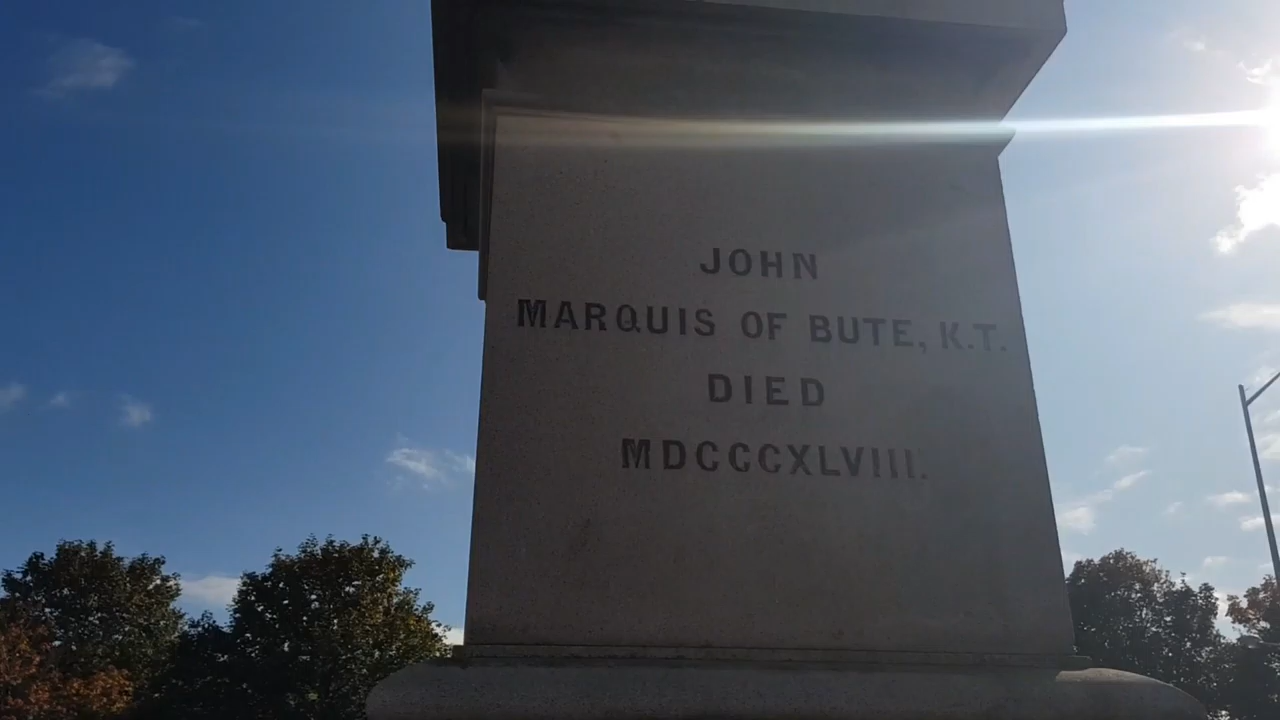 JOHN
MARQUIS OF BUTE, K.T.
DIED
MDCCCXLVIII.